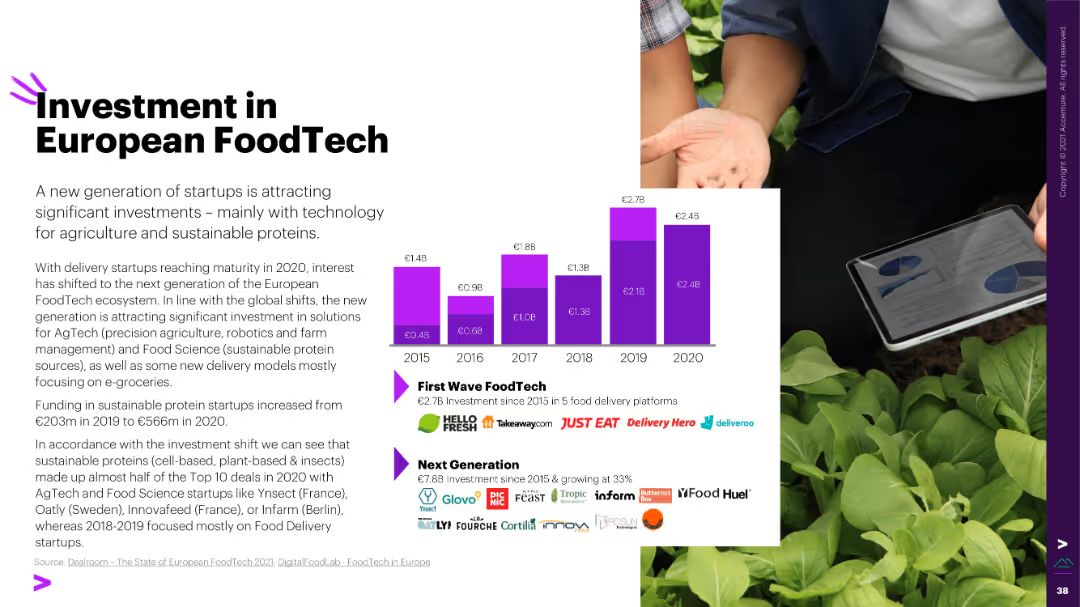 Investment in
European FoodTech
A new generation of startups is attracting
significant investments – mainly with technology
for agriculture and sustainable proteins.
With delivery startups reaching maturity in 2020, interest
has shifted to the next generation of the European
FoodTech ecosystem. In line with the global shifts, the new
generation is attracting significant investment in solutions
for AgTech (precision agriculture, robotics and farm
management) and Food Science (sustainable protein
sources), as well as some new delivery models mostly
focusing on e-groceries.
Funding in sustainable protein startups increased from
€203m in 2019 to €566m in 2020.
In accordance with the investment shift we can see that
sustainable proteins (cell-based, plant-based & insects)
made up almost half of the Top 10 deals in 2020 with
AgTech and Food Science startups like Ynsect (France),
Oatly (Sweden), Innovafeed (France), or Infarm (Berlin),
whereas 2018-2019 focused mostly on Food Delivery
startups.
Source: Dealroom – The State of European FoodTech 2021, DigitalFoodLab - FoodTech in Europe
€1.4B
€0.4B
€0.9B
€0.6B
€1.8B
€1.0B
€1.3B
€1.3B
€2.7B
€2.1B
€2.4B
€2.4B
2015 2016 2017 2018 2019 2020
First Wave FoodTech
€2.7B Investment since 2015 in 5 food delivery platforms
HELLO
FRESH
Takeaway.com
JUST EAT
Delivery Hero
deliveroo
Next Generation
€7.8B Investment since 2015 & growing at 33%
Ynsect Glovo PIC
NIC Feast Tropic infarm Butternut
Box YFood Huel
FOURCHE Cortilia innova
Copyright © 2021 Accenture. All rights reserved.
38